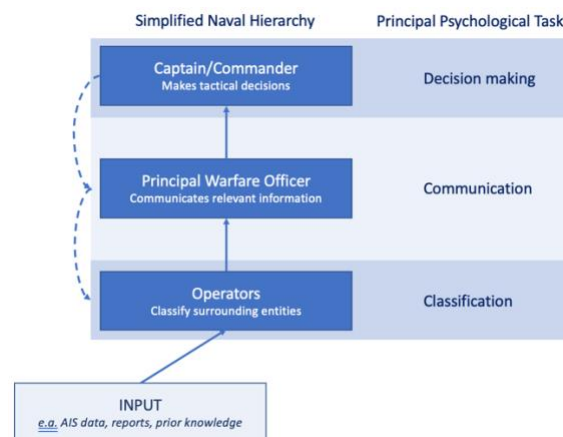 Simplified Naval Hierarchy
Principal Psychological Task
Captain/Commander
Makes tactical decisions
Decision making
Principal Warfare Officer
Communicates relevant information
Communication
Operators
Classify surrounding entities
Classification
INPUT
e.a. AIS data, reports, prior knowledge